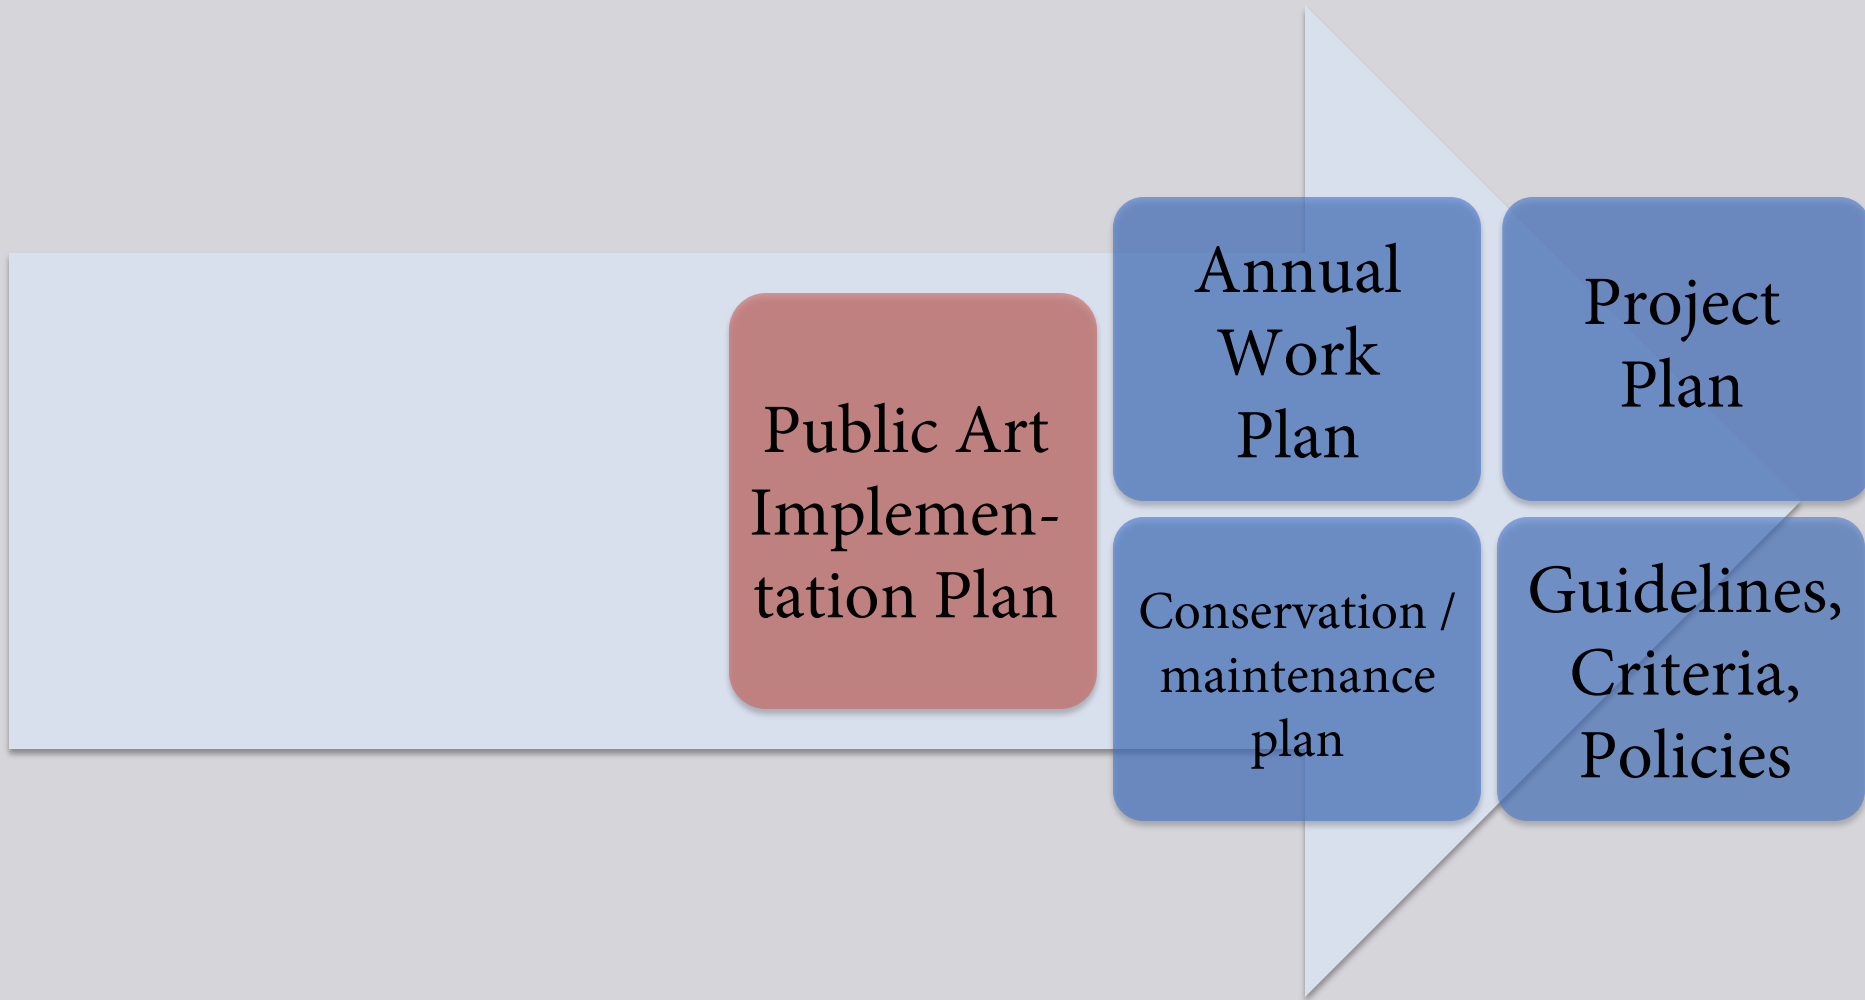 Public Art
Implemen-
tation Plan
Annual
Work
Plan
Project
Plan
Conservation /
maintenance
plan
Guidelines,
Criteria,
Policies